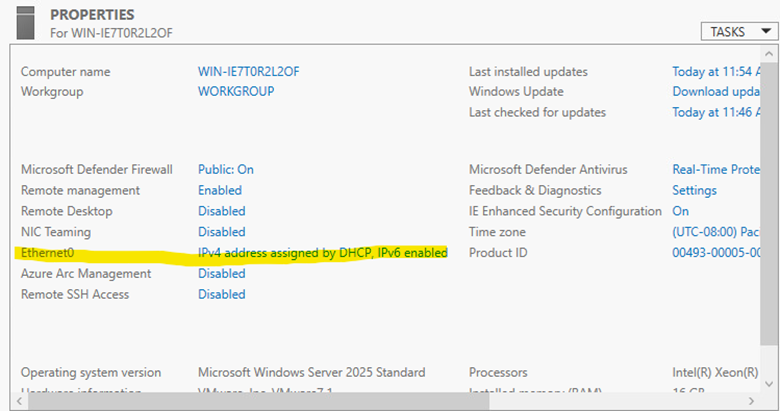 PROPERTIES
For WIN-IE7T0R2L2OF
TASKS
Computer name WIN-IE7T0R2L2OF Last installed updates Today at 11:54
Workgroup WORKGROUP Windows Update Download upda
Last checked for updates Today at 11:46
Microsoft Defender Firewall Public: On Microsoft Defender Antivirus Real-Time Prote
Remote management Enabled Feedback & Diagnostics Settings
Remote Desktop Disabled IE Enhanced Security Configuration On
NIC Teaming Disabled Time zone (UTC-08:00) Pac
Ethernet0 IPv4 address assigned by DHCP, IPv6 enabled Product ID 00493-00005-00
Azure Arc Management Disabled
Remote SSH Access Disabled
Operating system version Microsoft Windows Server 2025 Standard Processors Intel(R) Xeon(R)
Hardware information VMware, Inc. VMware7,1 Installed memory (RAM) 16 GB